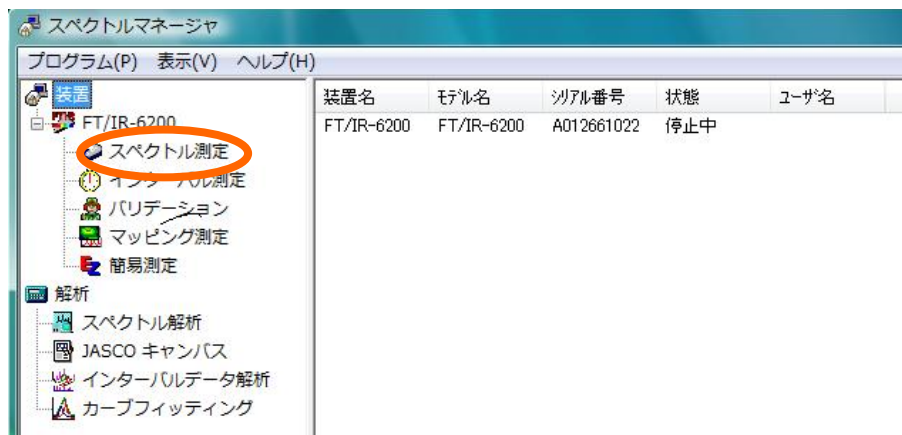 スペクトルマネージャ
プログラム(P) 表示(V) ヘルプ(H)
装置
FT/IR-6200
スペクトル測定
インターバル測定
バリデーション
マッピング測定
簡易測定
解析
スペクトル解析
JASCO キャンバス
インターバルデータ解析
カーブフィッティング
装置名 モデル名 シリアル番号 状態 ユーザ名
FT/IR-6200 FT/IR-6200 A012661022 停止中